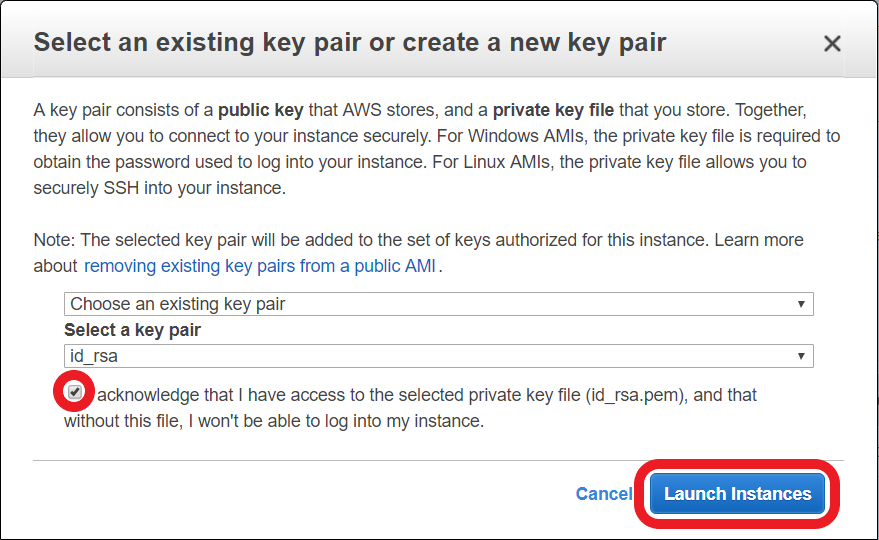 Select an existing key pair or create a new key pair
A key pair consists of a public key that AWS stores, and a private key file that you store. Together,
they allow you to connect to your instance securely. For Windows AMIs, the private key file is required to
obtain the password used to log into your instance. For Linux AMIs, the private key file allows you to
securely SSH into your instance.
Note: The selected key pair will be added to the set of keys authorized for this instance. Learn more
about removing existing key pairs from a public AMI.
Choose an existing key pair
Select a key pair
id_rsa
acknowledge that I have access to the selected private key file (id_rsa.pem), and that
without this file, I won't be able to log into my instance.
Cancel
Launch Instances